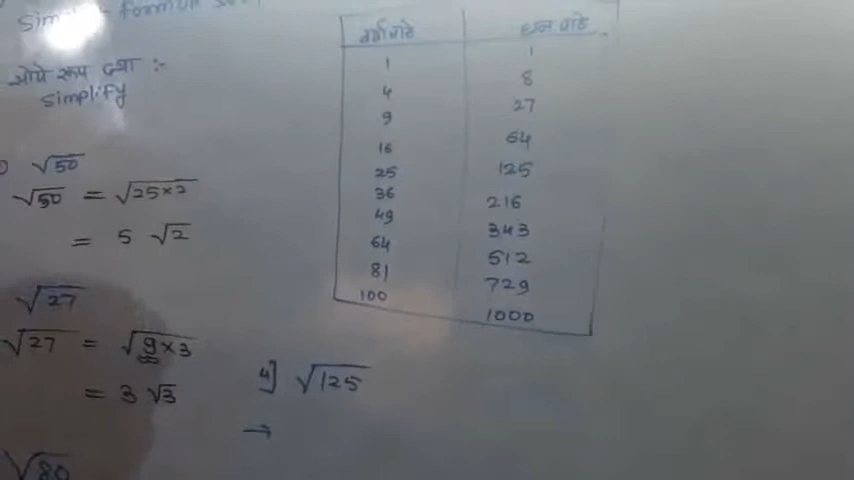 Simple form
सोपे रूप द्या :-
Simplify
√50
√50 = √25×2
= 5 √2
√27
√27 = √9×3
= 3 √3
√80
वर्ग पाढे घन पाढे
1 1
4 8
9 27
16 64
25 125
36 216
49 343
64 512
81 729
100 1000
4] √125
→